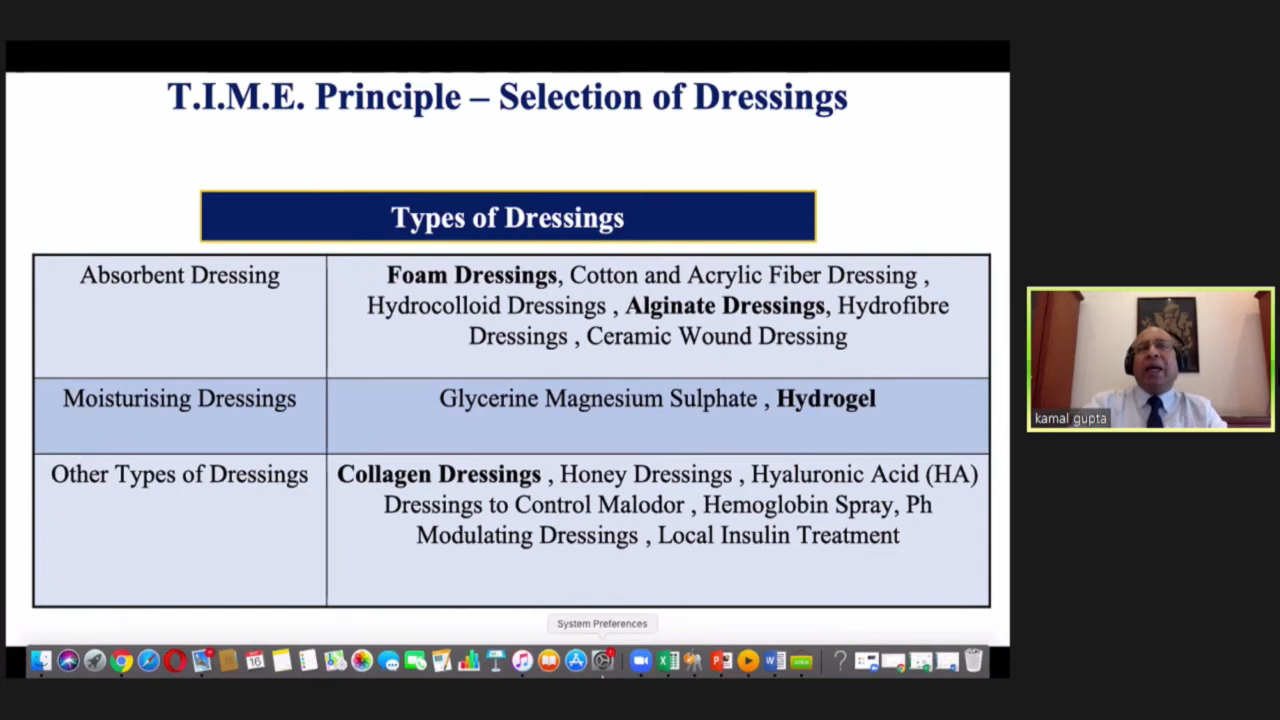 T.I.M.E. Principle – Selection of Dressings
Types of Dressings
Absorbent Dressing
Foam Dressings, Cotton and Acrylic Fiber Dressing ,
Hydrocolloid Dressings , Alginate Dressings, Hydrofibre
Dressings , Ceramic Wound Dressing
Moisturising Dressings
Glycerine Magnesium Sulphate , Hydrogel
Other Types of Dressings
Collagen Dressings , Honey Dressings , Hyaluronic Acid (HA)
Dressings to Control Malodor , Hemoglobin Spray, Ph
Modulating Dressings , Local Insulin Treatment
kamal gupta
System Preferences
16